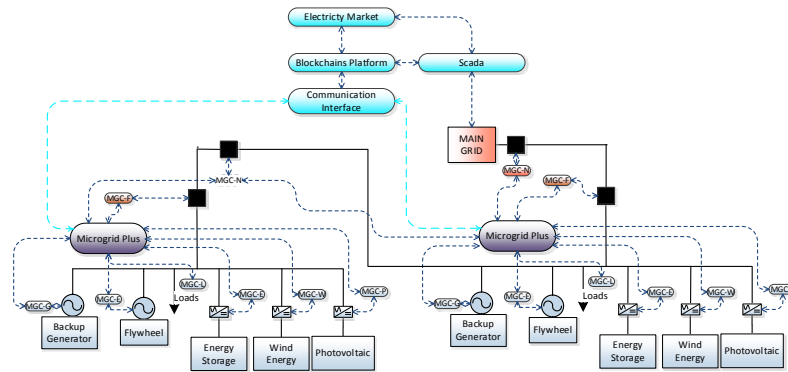 Electricty Market
Blockchains Platform
Scada
Communication
Interface
MAIN
GRID
MGC-N
MGC-N
MGC-F
MGC-F
Microgrid Plus
Microgrid Plus
MGC-L
MGC-L
MGC-G
MGC-E
Loads
MGC-E
MGC-W
MGC-P
MGC-G
MGC-E
Loads
MGC-E
MGC-W
MGC
Backup
Generator
Flywheel
Energy
Storage
Wind
Energy
Photovoltaic
Backup
Generator
Flywheel
Energy
Storage
Wind
Energy
Photovoltaic